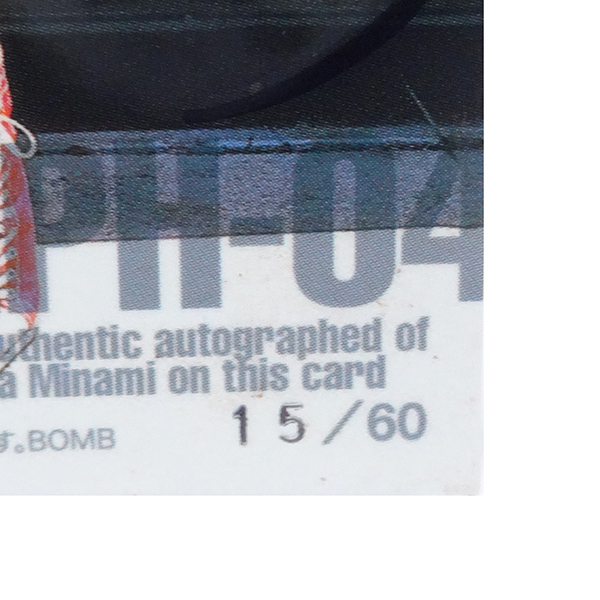 PH-04
uthentic autographed of
a Minami on this card
す。BOMB
15/60